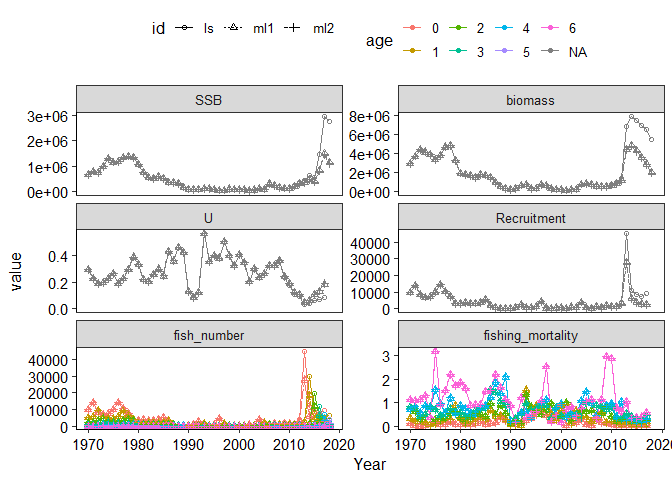 id ls ml1 ml2
age 0 2 4 6
1 3 5 NA
SSB
3e+06
2e+06
1e+06
0e+00
biomass
8e+06
6e+06
4e+06
2e+06
0e+00
value
U
0.4
0.2
0.0
Recruitment
40000
30000
20000
10000
0
fish_number
40000
30000
20000
10000
0
1970 1980 1990 2000 2010 2020
fishing_mortality
3
2
1
0
1970 1980 1990 2000 2010 2020
Year